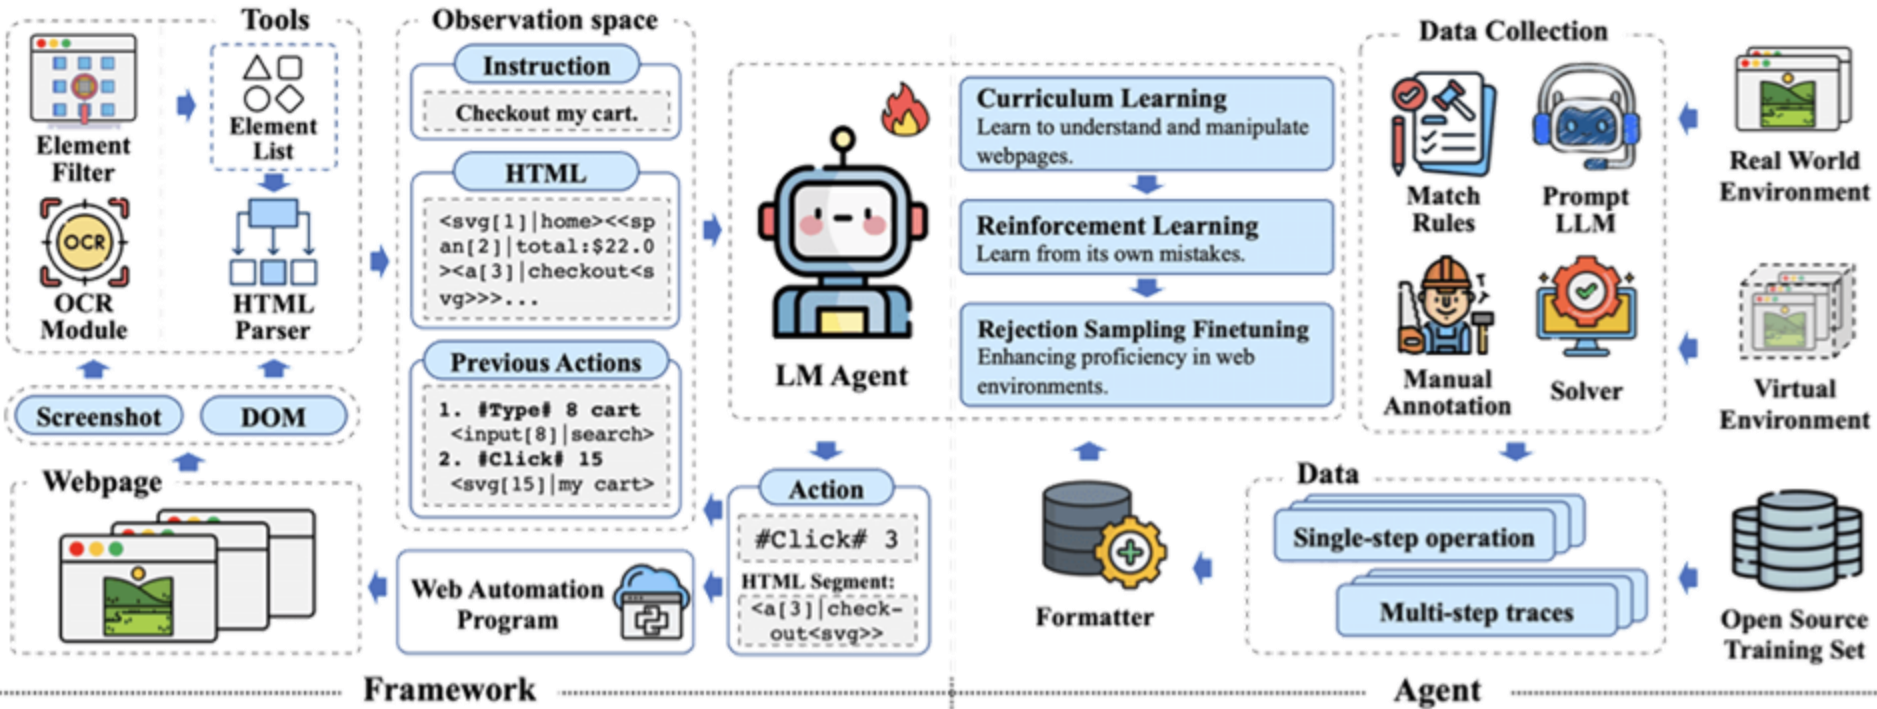 Tools
Element
Filter
Element
List
OCR
OCR
Module
HTML
Parser
Screenshot
DOM
Webpage
Observation space
Instruction
Checkout my cart.
HTML
<svg[1]|home><<sp
an[2]|total:$22.0
><a[3]|checkout<s
vg>>>...
Previous Actions
1. #Type# 8 cart
<input[8]|search>
2. #Click# 15
<svg[15]|my cart>
Web Automation
Program
LM Agent
Action
#Click# 3
HTML Segment:
<a[3]|check-
out<svg>>
Framework
Curriculum Learning
Learn to understand and manipulate
webpages.
Reinforcement Learning
Learn from its own mistakes.
Rejection Sampling Finetuning
Enhancing proficiency in web
environments.
Data Collection
Match
Rules
Prompt
LLM
Manual
Annotation
Solver
Real World
Environment
Virtual
Environment
Data
Single-step operation
Multi-step traces
Formatter
Open Source
Training Set
Agent